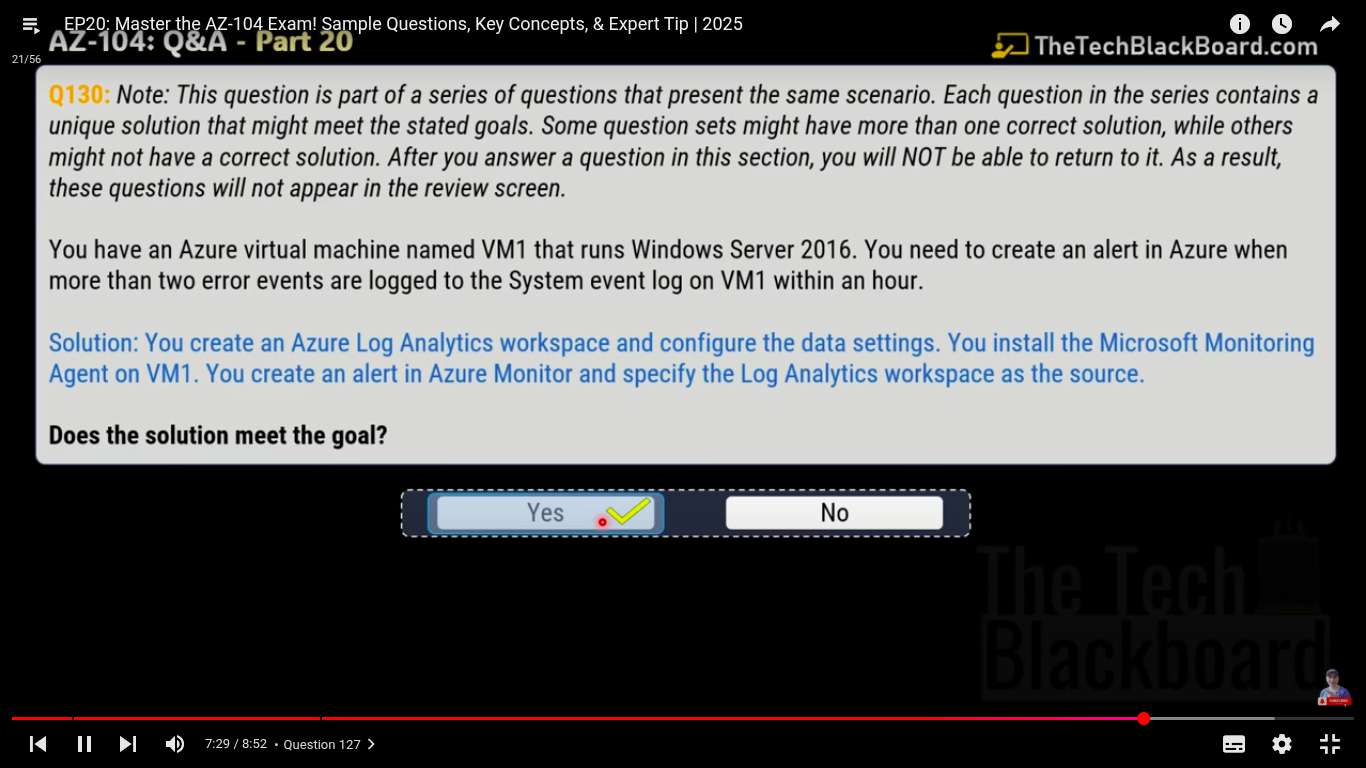 EP20: Master the AZ-104 Exam! Sample Questions, Key Concepts, & Expert Tip | 2025
AZ-104: Q&A - Part 20
TheTechBlackBoard.com
21/56
Q130: Note: This question is part of a series of questions that present the same scenario. Each question in the series contains a
unique solution that might meet the stated goals. Some question sets might have more than one correct solution, while others
might not have a correct solution. After you answer a question in this section, you will NOT be able to return to it. As a result,
these questions will not appear in the review screen.
You have an Azure virtual machine named VM1 that runs Windows Server 2016. You need to create an alert in Azure when
more than two error events are logged to the System event log on VM1 within an hour.
Solution: You create an Azure Log Analytics workspace and configure the data settings. You install the Microsoft Monitoring
Agent on VM1. You create an alert in Azure Monitor and specify the Log Analytics workspace as the source.
Does the solution meet the goal?
Yes No
The Tech
Blackboard
7:29 / 8:52 • Question 127